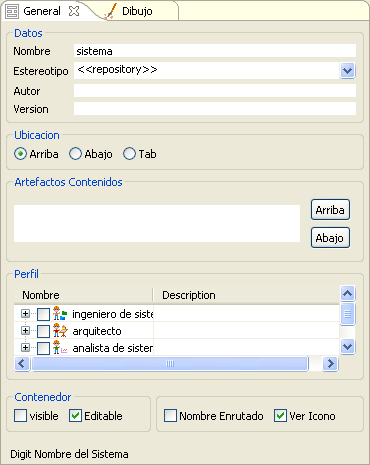 General Dibujo
Datos
Nombre sistema
Estereotipo <<repository>>
Autor
Version
Ubicacion
Arriba Abajo Tab
Artefactos Contenidos
Arriba
Abajo
Perfil
Nombre Description
ingeniero de siste
arquitecto
analista de sister
Contenedor
visible Editable Nombre Enrutado Ver Icono
Digit Nombre del Sistema